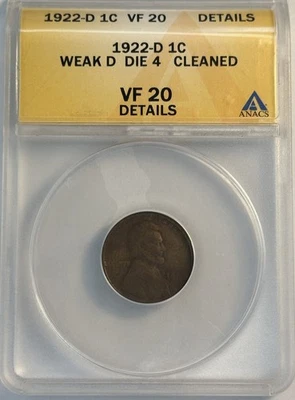 1922-D 1C VF 20 DETAILS
1922-D 1C
WEAK D DIE 4 CLEANED
VF 20
DETAILS
ANACS